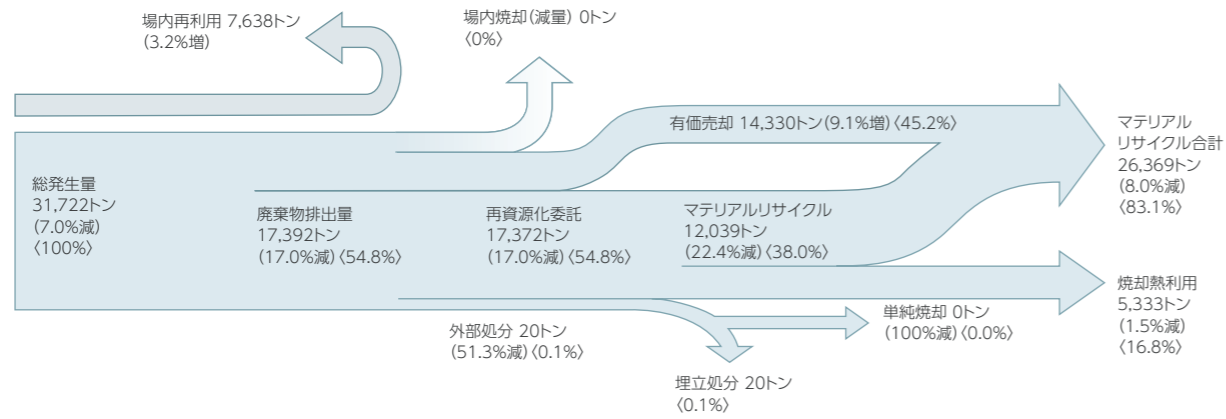 場内再利用 7,638トン
(3.2%増)
場内焼却(減量) 0トン
〈0%〉
有価売却 14,330トン(9.1%増)〈45.2%〉
マテリアル
リサイクル合計
26,369トン
(8.0%減)
〈83.1%〉
総発生量
31,722トン
(7.0%減)
〈100%〉
廃棄物排出量
17,392トン
(17.0%減)〈54.8%〉
再資源化委託
17,372トン
(17.0%減)〈54.8%〉
マテリアルリサイクル
12,039トン
(22.4%減)〈38.0%〉
焼却熱利用
5,333トン
(1.5%減)
〈16.8%〉
外部処分 20トン
(51.3%減)〈0.1%〉
単純焼却 0トン
(100%減)〈0.0%〉
埋立処分 20トン
〈0.1%〉